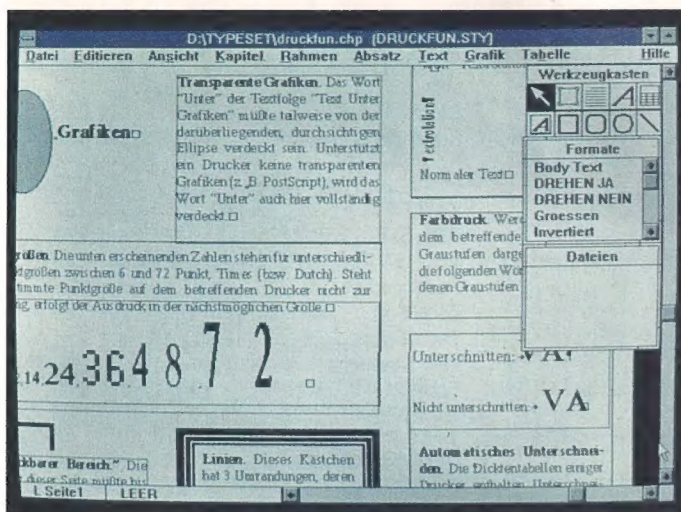 D:\TYPESET\druckfun.chp (DRUCKFUN.STY)
Datei Editieren Ansicht Kapitel Rahmen Absatz Text Grafik Tabelle Hilfe
Grafiken
Transparente Grafiken. Das Wort
"Unter" der Textfolge "Text Unter
Grafiken" müßte talweise von der
darüberliegenden, durchsichtigen
Ellipse verdeckt sein. Unterstützt
ein Drucker keine transparenten
Grafiken (z. B. PostScript), wird das
Wort "Unter" auch hier vollständig
verdeckt.
größen. Die unten erscheinenden Zahlen stehen für unterschiedli-
größen zwischen 6 und 72 Punkt, Times (bzw. Dutch). Steht
timmte Punktgröße auf dem betreffenden Drucker nicht zur
ng, erfolgt der Ausdruck in der nächstmöglichen Größe.
14, 24, 36, 48, 72.
ckbarer Bereich." Die
dieser Seite müßte bis
Linien. Dieses Kästchen
hat 3 Umrandungen, deren
Textrotation
Normaler Text
Farbdruck. Werd
dem betreffende
Graustufen darge
die folgenden Wor
denen Graustufen
Unterschnitten: VA
Nicht unterschnitten: VA
Automatisches Unterschnei-
den. Die Dicktentabellen einiger
Drucker enthalten Unterschnei-
Werkzeugkasten
Formate
Body Text
DREHEN JA
DREHEN NEIN
Groessen
Invertiert
Dateien
L Seite1 LEER